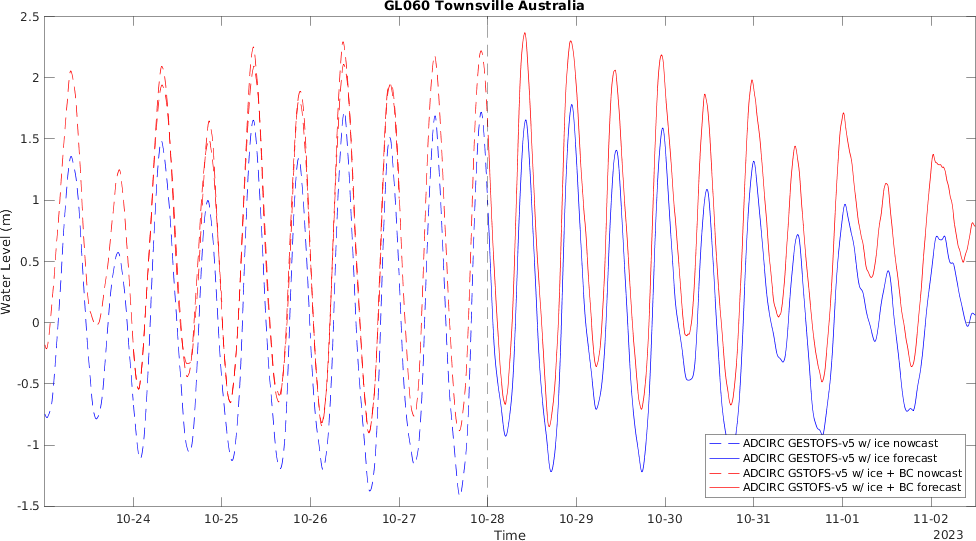 GL060 Townsville Australia
2.5
2
1.5
1
0.5
0
-0.5
-1
-1.5
Water Level (m)
ADCIRC GESTOFS-v5 w/ ice nowcast
ADCIRC GESTOFS-v5 w/ ice forecast
ADCIRC GSTOFS-v5 w/ ice + BC nowcast
ADCIRC GSTOFS-v5 w/ ice + BC forecast
10-24 10-25 10-26 10-27 10-28 10-29 10-30 10-31 11-01 11-02
Time
2023